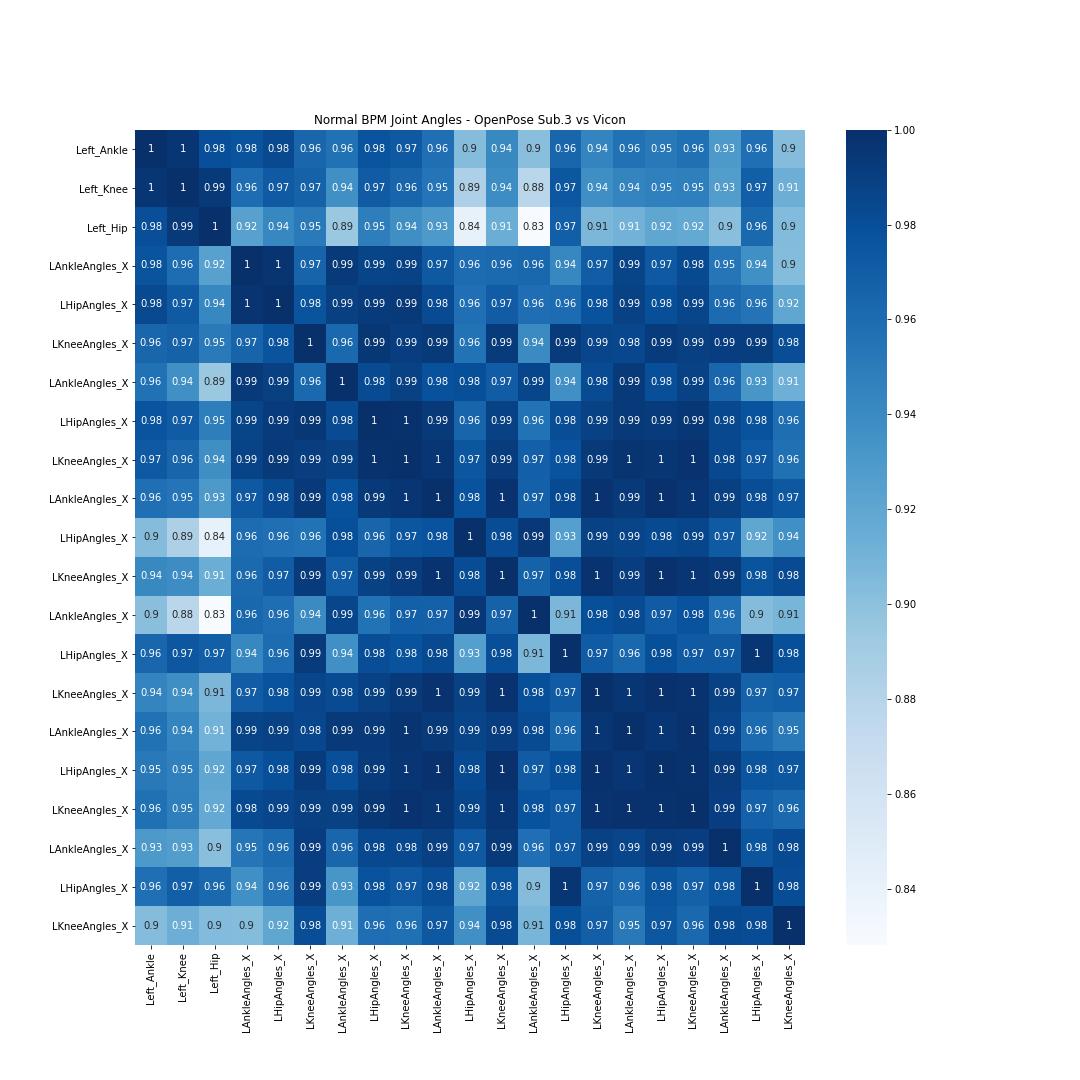 Normal BPM Joint Angles - OpenPose Sub.3 vs Vicon
Left_Ankle 1 1 0.98 0.98 0.98 0.96 0.96 0.98 0.97 0.96 0.9 0.94 0.9 0.96 0.94 0.96 0.95 0.96 0.93 0.96 0.9
Left_Knee 1 1 0.99 0.96 0.97 0.97 0.94 0.97 0.96 0.95 0.89 0.94 0.88 0.97 0.94 0.94 0.95 0.95 0.93 0.97 0.91
Left_Hip 0.98 0.99 1 0.92 0.94 0.95 0.89 0.95 0.94 0.93 0.84 0.91 0.83 0.97 0.91 0.91 0.92 0.92 0.9 0.96 0.9
LAnkleAngles_X 0.98 0.96 0.92 1 1 0.97 0.99 0.99 0.99 0.97 0.96 0.96 0.96 0.94 0.97 0.99 0.97 0.98 0.95 0.94 0.9
LHipAngles_X 0.98 0.97 0.94 1 1 0.98 0.99 0.99 0.99 0.98 0.96 0.97 0.96 0.96 0.98 0.99 0.98 0.99 0.96 0.96 0.92
LKneeAngles_X 0.96 0.97 0.95 0.97 0.98 1 0.96 0.99 0.99 0.99 0.96 0.99 0.94 0.99 0.99 0.98 0.99 0.99 0.99 0.99 0.98
LAnkleAngles_X 0.96 0.94 0.89 0.99 0.99 0.96 1 0.98 0.99 0.98 0.98 0.97 0.99 0.94 0.98 0.99 0.98 0.99 0.96 0.93 0.91
LHipAngles_X 0.98 0.97 0.95 0.99 0.99 0.99 0.98 1 1 0.99 0.96 0.99 0.96 0.98 0.99 0.99 0.99 0.99 0.98 0.98 0.96
LKneeAngles_X 0.97 0.96 0.94 0.99 0.99 0.99 0.99 1 1 1 0.97 0.99 0.97 0.98 0.99 1 1 1 0.98 0.97 0.96
LAnkleAngles_X 0.96 0.95 0.93 0.97 0.98 0.99 0.98 0.99 1 1 0.98 1 0.97 0.98 1 0.99 1 1 0.99 0.98 0.97
LHipAngles_X 0.9 0.89 0.84 0.96 0.96 0.96 0.98 0.96 0.97 0.98 1 0.98 0.99 0.93 0.99 0.99 0.98 0.99 0.97 0.92 0.94
LKneeAngles_X 0.94 0.94 0.91 0.96 0.97 0.99 0.97 0.99 0.99 1 0.98 1 0.97 0.98 1 0.99 1 1 0.99 0.98 0.98
LAnkleAngles_X 0.9 0.88 0.83 0.96 0.96 0.94 0.99 0.96 0.97 0.97 0.99 0.97 1 0.91 0.98 0.98 0.97 0.98 0.96 0.9 0.91
LHipAngles_X 0.96 0.97 0.97 0.94 0.96 0.99 0.94 0.98 0.98 0.98 0.93 0.98 0.91 1 0.97 0.96 0.98 0.97 0.97 1 0.98
LKneeAngles_X 0.94 0.94 0.91 0.97 0.98 0.99 0.98 0.99 0.99 1 0.99 1 0.98 0.97 1 1 1 1 0.99 0.97 0.97
LAnkleAngles_X 0.96 0.94 0.91 0.99 0.99 0.98 0.99 0.99 1 0.99 0.99 0.99 0.98 0.96 1 1 1 1 0.99 0.96 0.95
LHipAngles_X 0.95 0.95 0.92 0.97 0.98 0.99 0.98 0.99 1 1 0.98 1 0.97 0.98 1 1 1 1 0.99 0.98 0.97
LKneeAngles_X 0.96 0.95 0.92 0.98 0.99 0.99 0.99 0.99 1 1 0.99 1 0.98 0.97 1 1 1 1 0.99 0.97 0.96
LAnkleAngles_X 0.93 0.93 0.9 0.95 0.96 0.99 0.96 0.98 0.98 0.99 0.97 0.99 0.96 0.97 0.99 0.99 0.99 0.99 1 0.98 0.98
LHipAngles_X 0.96 0.97 0.96 0.94 0.96 0.99 0.93 0.98 0.97 0.98 0.92 0.98 0.9 1 0.97 0.96 0.98 0.97 0.98 1 0.98
LKneeAngles_X 0.9 0.91 0.9 0.9 0.92 0.98 0.91 0.96 0.96 0.97 0.94 0.98 0.91 0.98 0.97 0.95 0.97 0.96 0.98 0.98 1
Left_Ankle
Left_Knee
Left_Hip
LAnkleAngles_X
LHipAngles_X
LKneeAngles_X
LAnkleAngles_X
LHipAngles_X
LKneeAngles_X
LAnkleAngles_X
LHipAngles_X
LKneeAngles_X
LAnkleAngles_X
LHipAngles_X
LKneeAngles_X
LAnkleAngles_X
LHipAngles_X
LKneeAngles_X
LAnkleAngles_X
LHipAngles_X
LKneeAngles_X
1.00
0.98
0.96
0.94
0.92
0.90
0.88
0.86
0.84